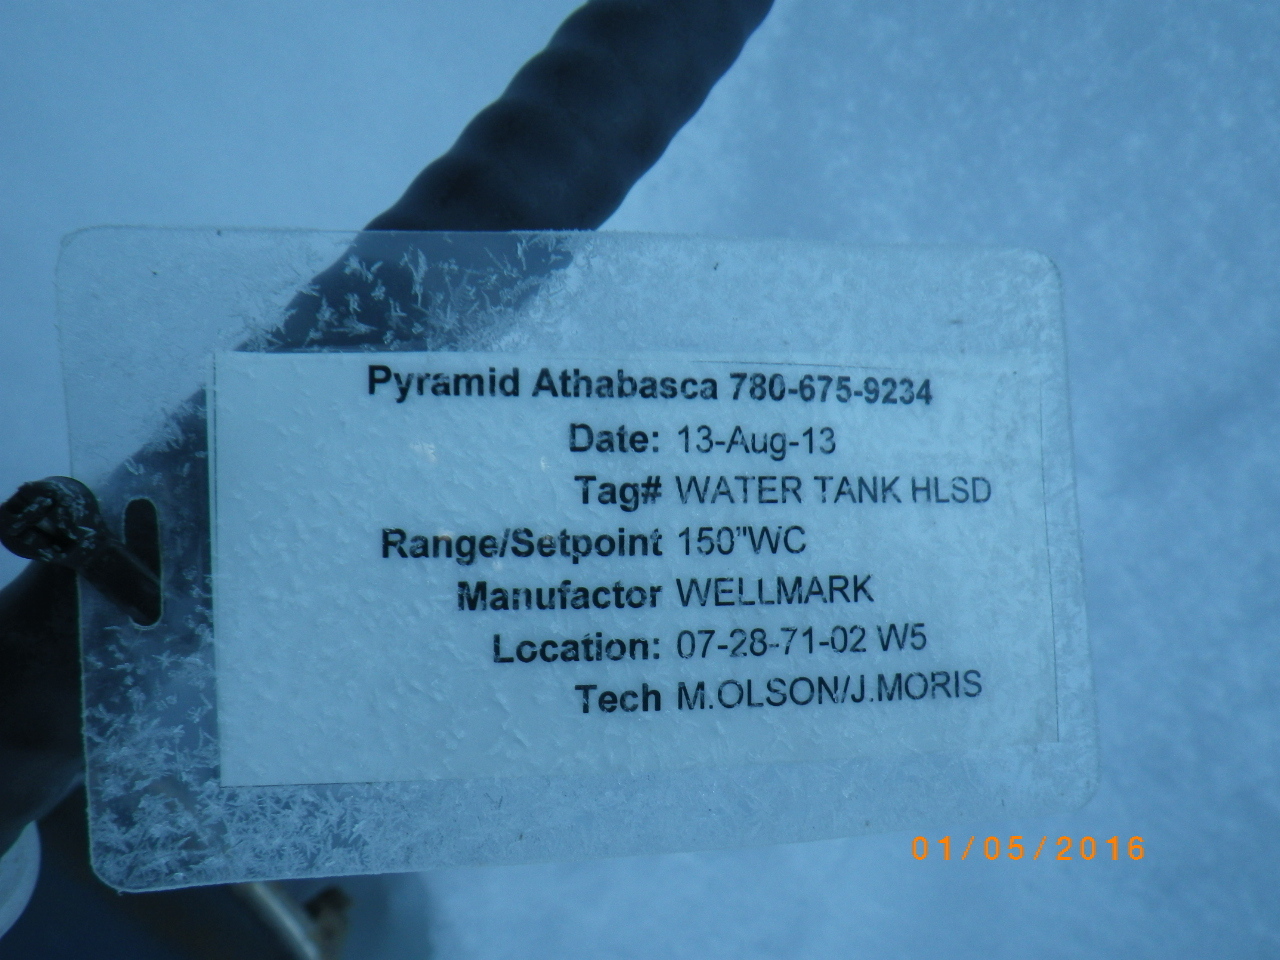 Pyramid Athabasca 780-675-9234
Date: 13-Aug-13
Tag# WATER TANK HLSD
Range/Setpoint 150"WC
Manufactor WELLMARK
Location: 07-28-71-02 W5
Tech M.OLSON/J.MORIS
01/05/2016